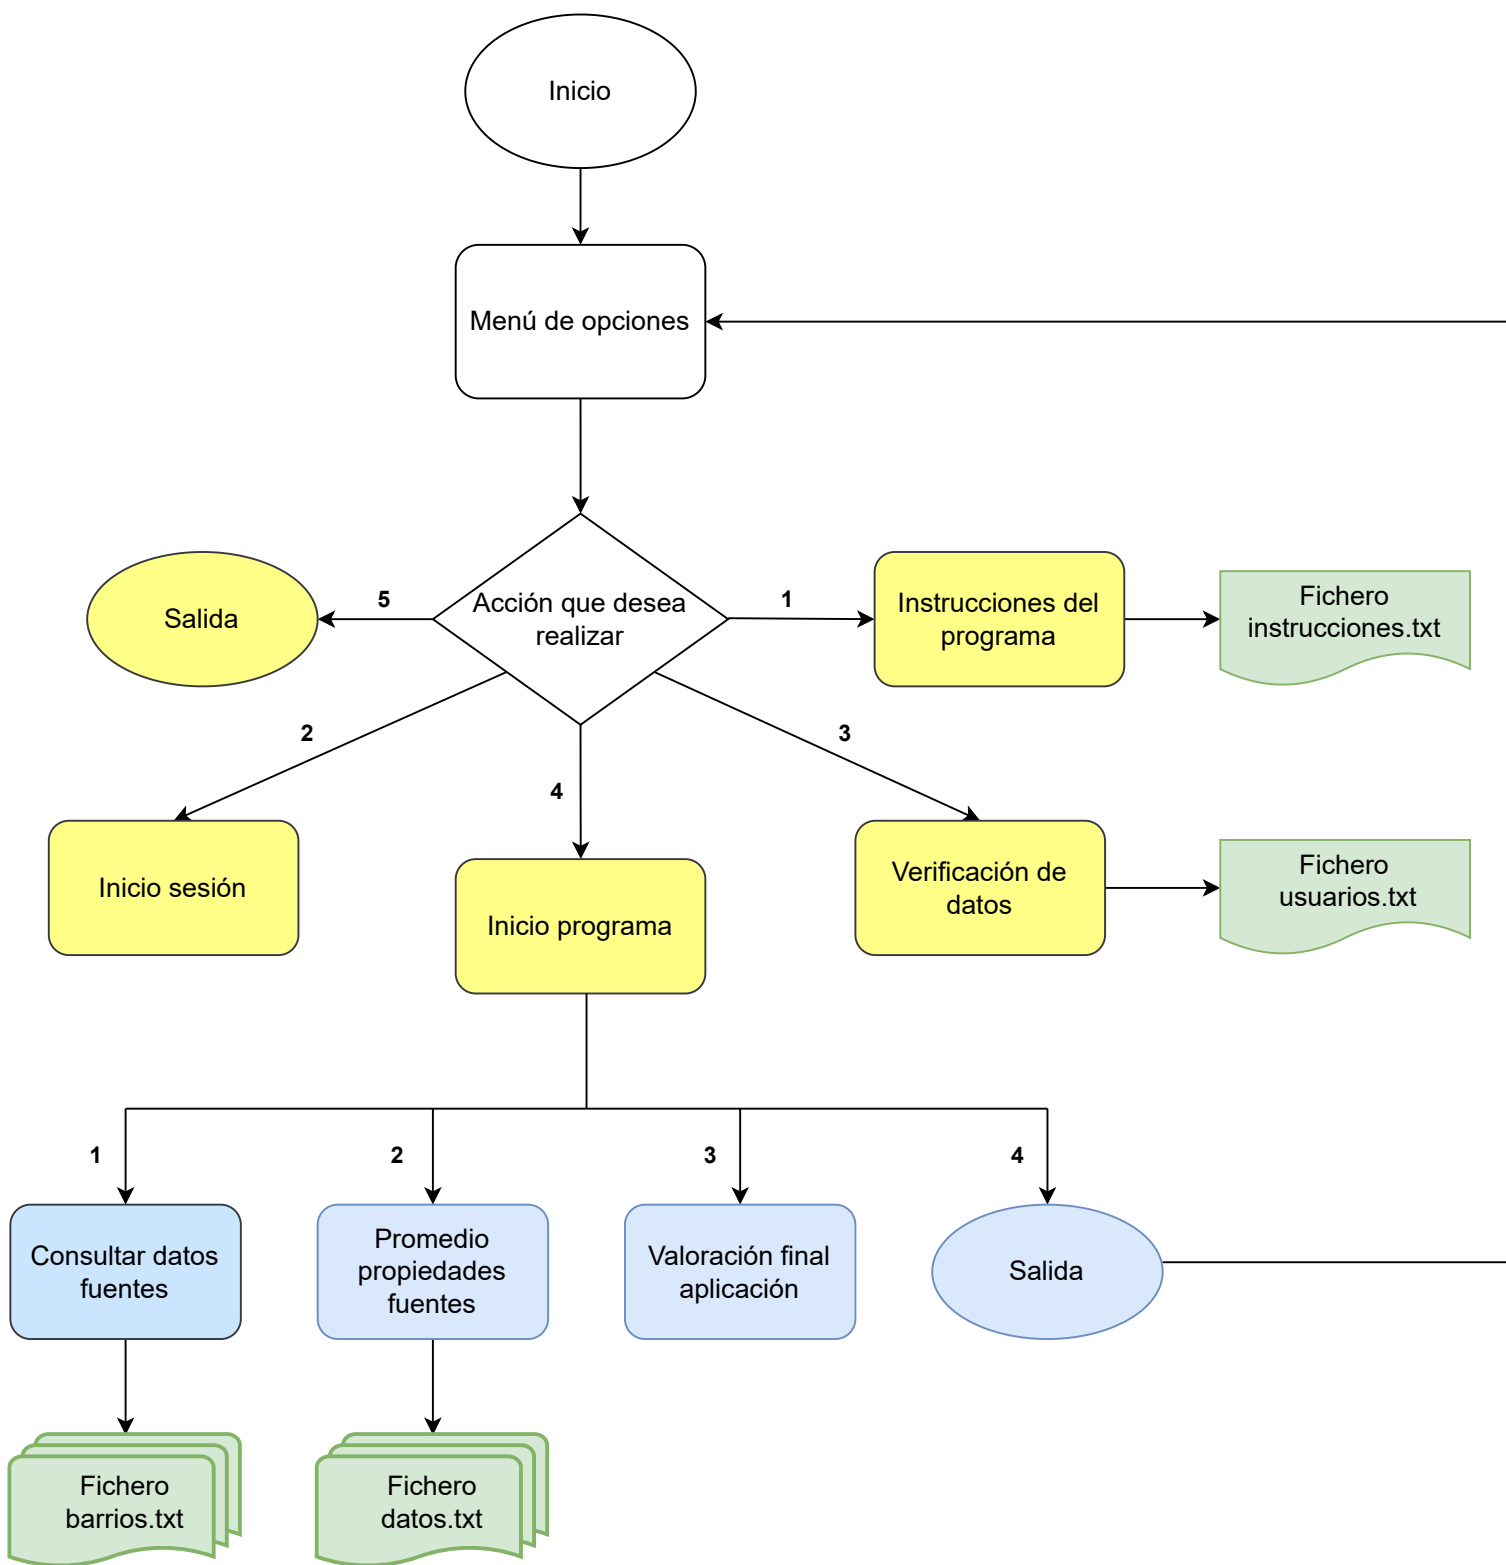 Inicio
Menú de opciones
Acción que desea
realizar
5
Salida
1
Instrucciones del
programa
Fichero
instrucciones.txt
2
4
3
Inicio sesión
Inicio programa
Verificación de
datos
Fichero
usuarios.txt
1
2
3
4
Consultar datos
fuentes
Promedio
propiedades
fuentes
Valoración final
aplicación
Salida
Fichero
barrios.txt
Fichero
datos.txt